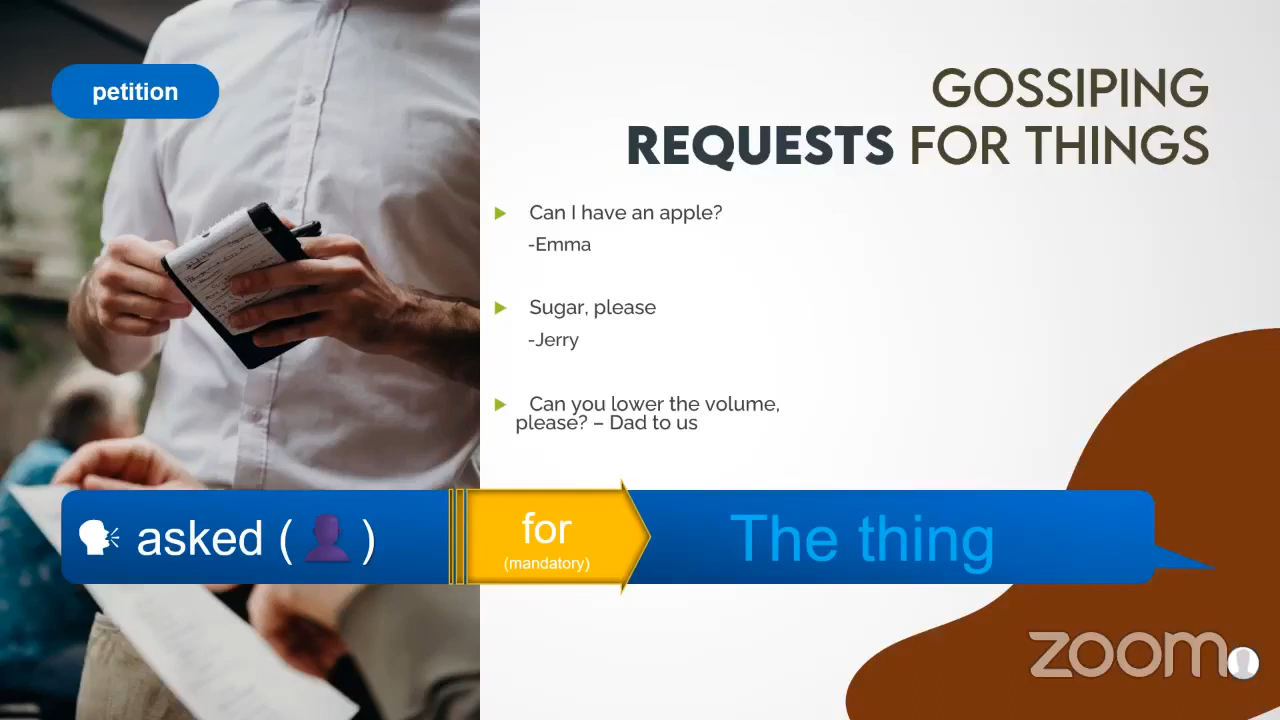 petition
GOSSIPING
REQUESTS FOR THINGS
Can I have an apple?
-Emma
Sugar, please
-Jerry
Can you lower the volume,
please? – Dad to us
asked ( )
for
(mandatory)
The thing
zoom